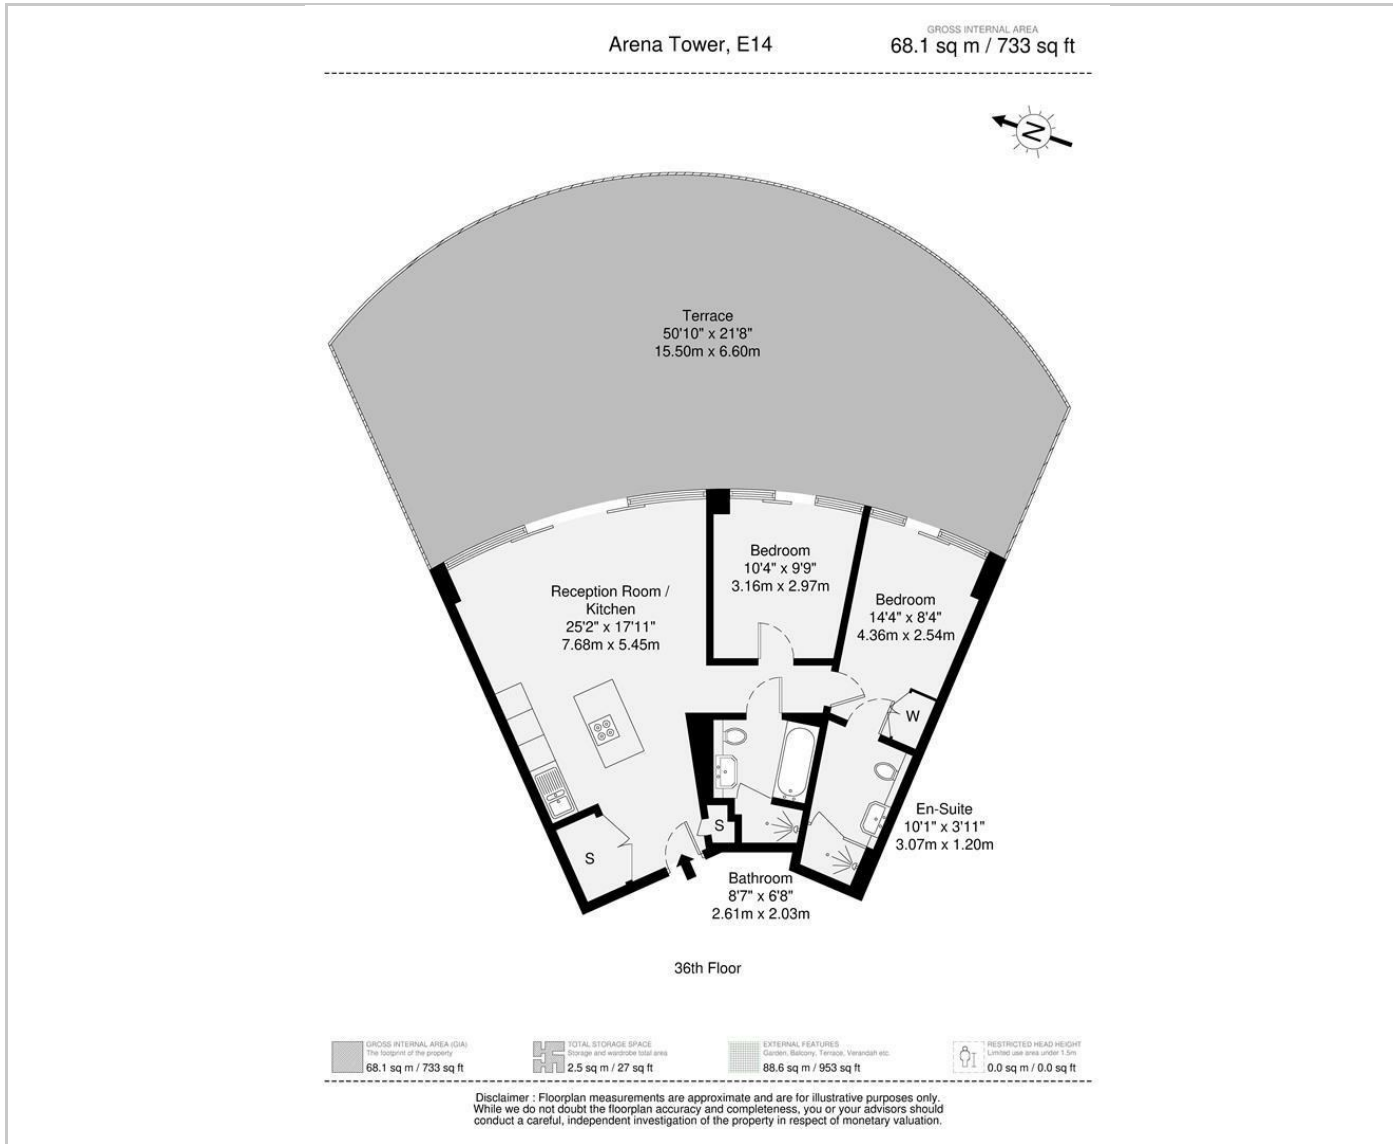 Arena Tower, E14
GROSS INTERNAL AREA
68.1 sq m / 733 sq ft
N
Terrace
50'10" x 21'8"
15.50m x 6.60m
Bedroom
10'4" x 9'9"
3.16m x 2.97m
Reception Room /
Kitchen
25'2" x 17'11"
7.68m x 5.45m
Bedroom
14'4" x 8'4"
4.36m x 2.54m
W
S
S
En-Suite
10'1" x 3'11"
3.07m x 1.20m
Bathroom
8'7" x 6'8"
2.61m x 2.03m
36th Floor
GROSS INTERNAL AREA (GIA)
The footprint of the property
68.1 sq m / 733 sq ft
TOTAL STORAGE SPACE
Storage and wardrobe total area
2.5 sq m / 27 sq ft
EXTERNAL FEATURES
Garden, Balcony, Terrace, Verandah etc.
88.6 sq m / 953 sq ft
RESTRICTED HEAD HEIGHT
Limited use area under 1.5m
0.0 sq m / 0.0 sq ft
Disclaimer : Floorplan measurements are approximate and are for illustrative purposes only.
While we do not doubt the floorplan accuracy and completeness, you or your advisors should
conduct a careful, independent investigation of the property in respect of monetary valuation.